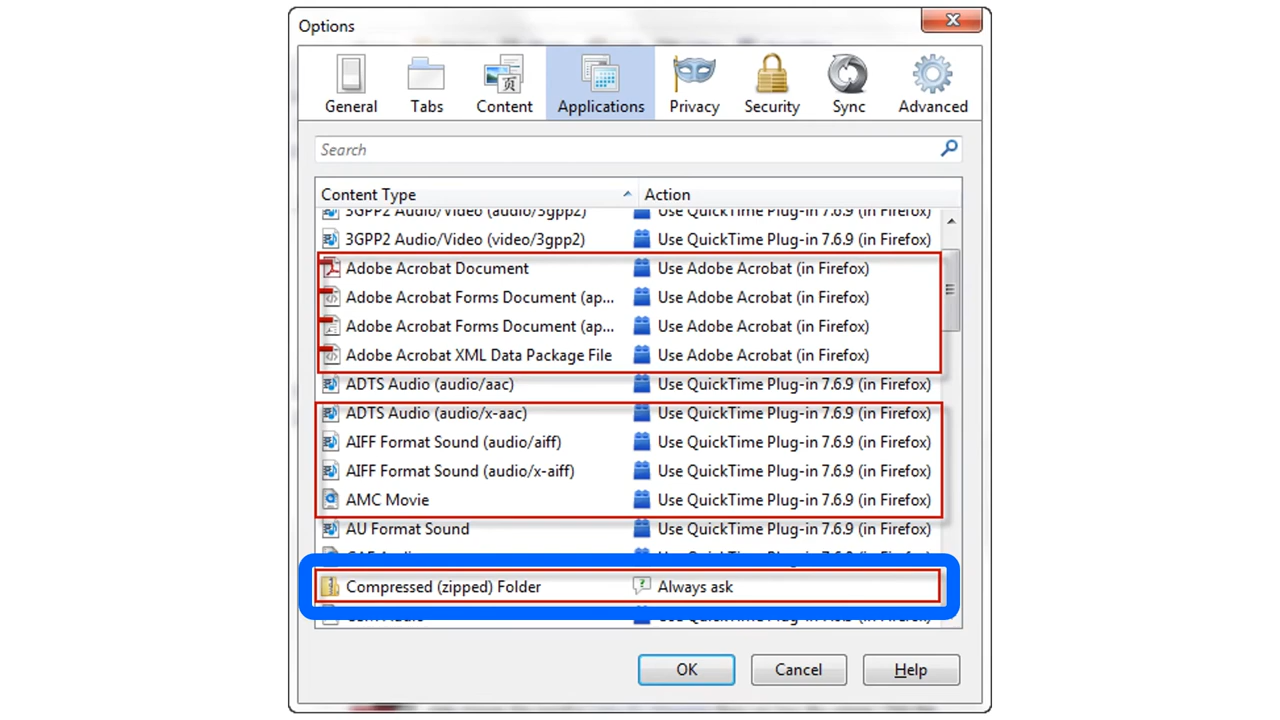 Options
General Tabs Content Applications Privacy Security Sync Advanced
页
Search
Content Type Action
3GPP2 Audio/Video (audio/3gpp2) Use QuickTime Plug-in 7.6.9 (in Firefox)
3GPP2 Audio/Video (video/3gpp2) Use QuickTime Plug-in 7.6.9 (in Firefox)
Adobe Acrobat Document Use Adobe Acrobat (in Firefox)
Adobe Acrobat Forms Document (ap... Use Adobe Acrobat (in Firefox)
Adobe Acrobat Forms Document (ap... Use Adobe Acrobat (in Firefox)
Adobe Acrobat XML Data Package File Use Adobe Acrobat (in Firefox)
ADTS Audio (audio/aac) Use QuickTime Plug-in 7.6.9 (in Firefox)
ADTS Audio (audio/x-aac) Use QuickTime Plug-in 7.6.9 (in Firefox)
AIFF Format Sound (audio/aiff) Use QuickTime Plug-in 7.6.9 (in Firefox)
AIFF Format Sound (audio/x-aiff) Use QuickTime Plug-in 7.6.9 (in Firefox)
AMC Movie Use QuickTime Plug-in 7.6.9 (in Firefox)
AU Format Sound Use QuickTime Plug-in 7.6.9 (in Firefox)
Compressed (zipped) Folder Always ask
OK Cancel Help